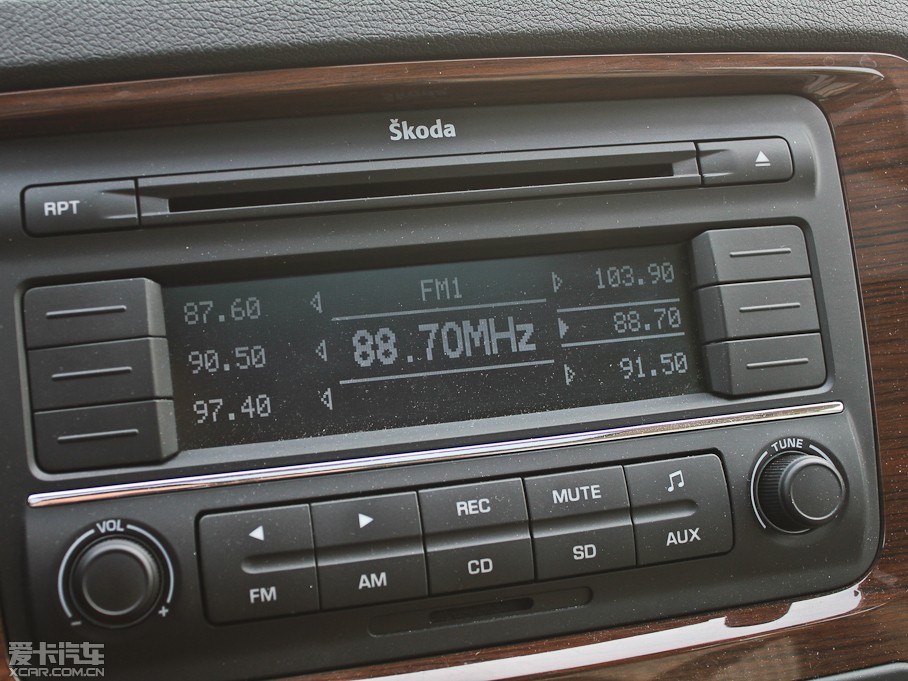 Škoda
RPT
87.60 FM1 103.90
90.50 88.70MHz 88.70
97.40 91.50
TUNE
VOL
- +
REC MUTE
FM AM CD SD AUX
爱卡汽车
XCAR.COM.CN